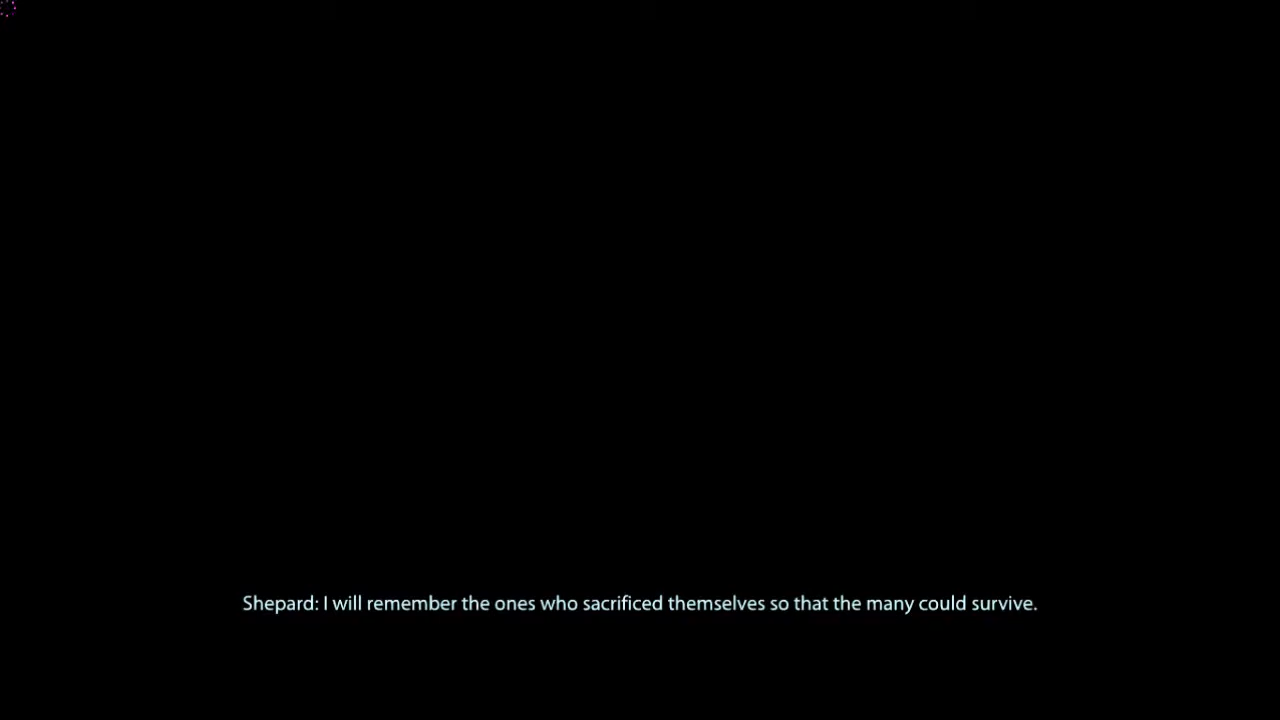 Shepard: I will remember the ones who sacrificed themselves so that the many could survive.